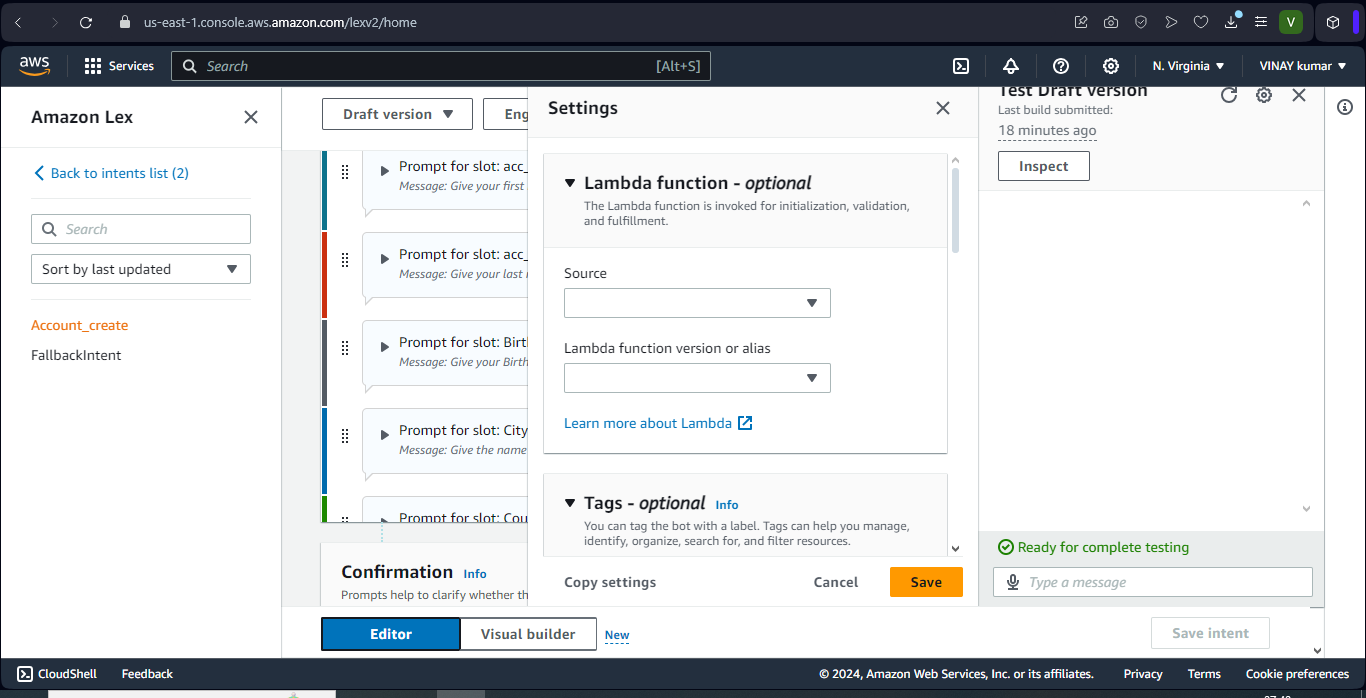 us-east-1.console.aws.amazon.com/lexv2/home
V
aws
Services
Search
[Alt+S]
N. Virginia
VINAY kumar
Amazon Lex
Back to intents list (2)
Search
Sort by last updated
Account_create
FallbackIntent
Draft version
Eng
Prompt for slot: acc_
Message: Give your first
Prompt for slot: acc_
Message: Give your last
Prompt for slot: Birt
Message: Give your Birth
Prompt for slot: City
Message: Give the name
Prompt for slot: Cou
Confirmation Info
Prompts help to clarify whether th
Editor
Visual builder
New
Settings
Lambda function - optional
The Lambda function is invoked for initialization, validation,
and fulfillment.
Source
Lambda function version or alias
Learn more about Lambda
Tags - optional Info
You can tag the bot with a label. Tags can help you manage,
identify, organize, search for, and filter resources.
Copy settings
Cancel
Save
Test Draft version
Last build submitted:
18 minutes ago
Inspect
Ready for complete testing
Type a message
Save intent
CloudShell
Feedback
© 2024, Amazon Web Services, Inc. or its affiliates.
Privacy
Terms
Cookie preferences